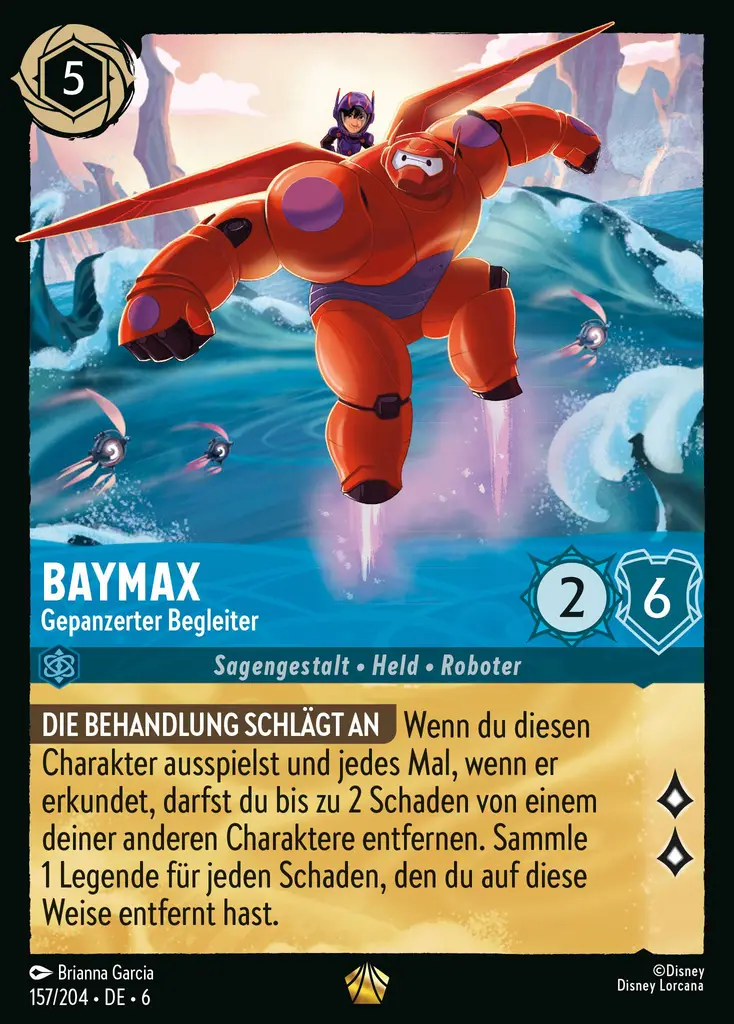 5
BAYMAX
Gepanzerter Begleiter
2
6
Sagengestalt • Held • Roboter
DIE BEHANDLUNG SCHLÄGT AN Wenn du diesen
Charakter ausspielst und jedes Mal, wenn er
erkundet, darfst du bis zu 2 Schaden von einem
deiner anderen Charaktere entfernen. Sammle
1 Legende für jeden Schaden, den du auf diese
Weise entfernt hast.
Brianna Garcia
©Disney
157/204 • DE • 6
Disney Lorcana